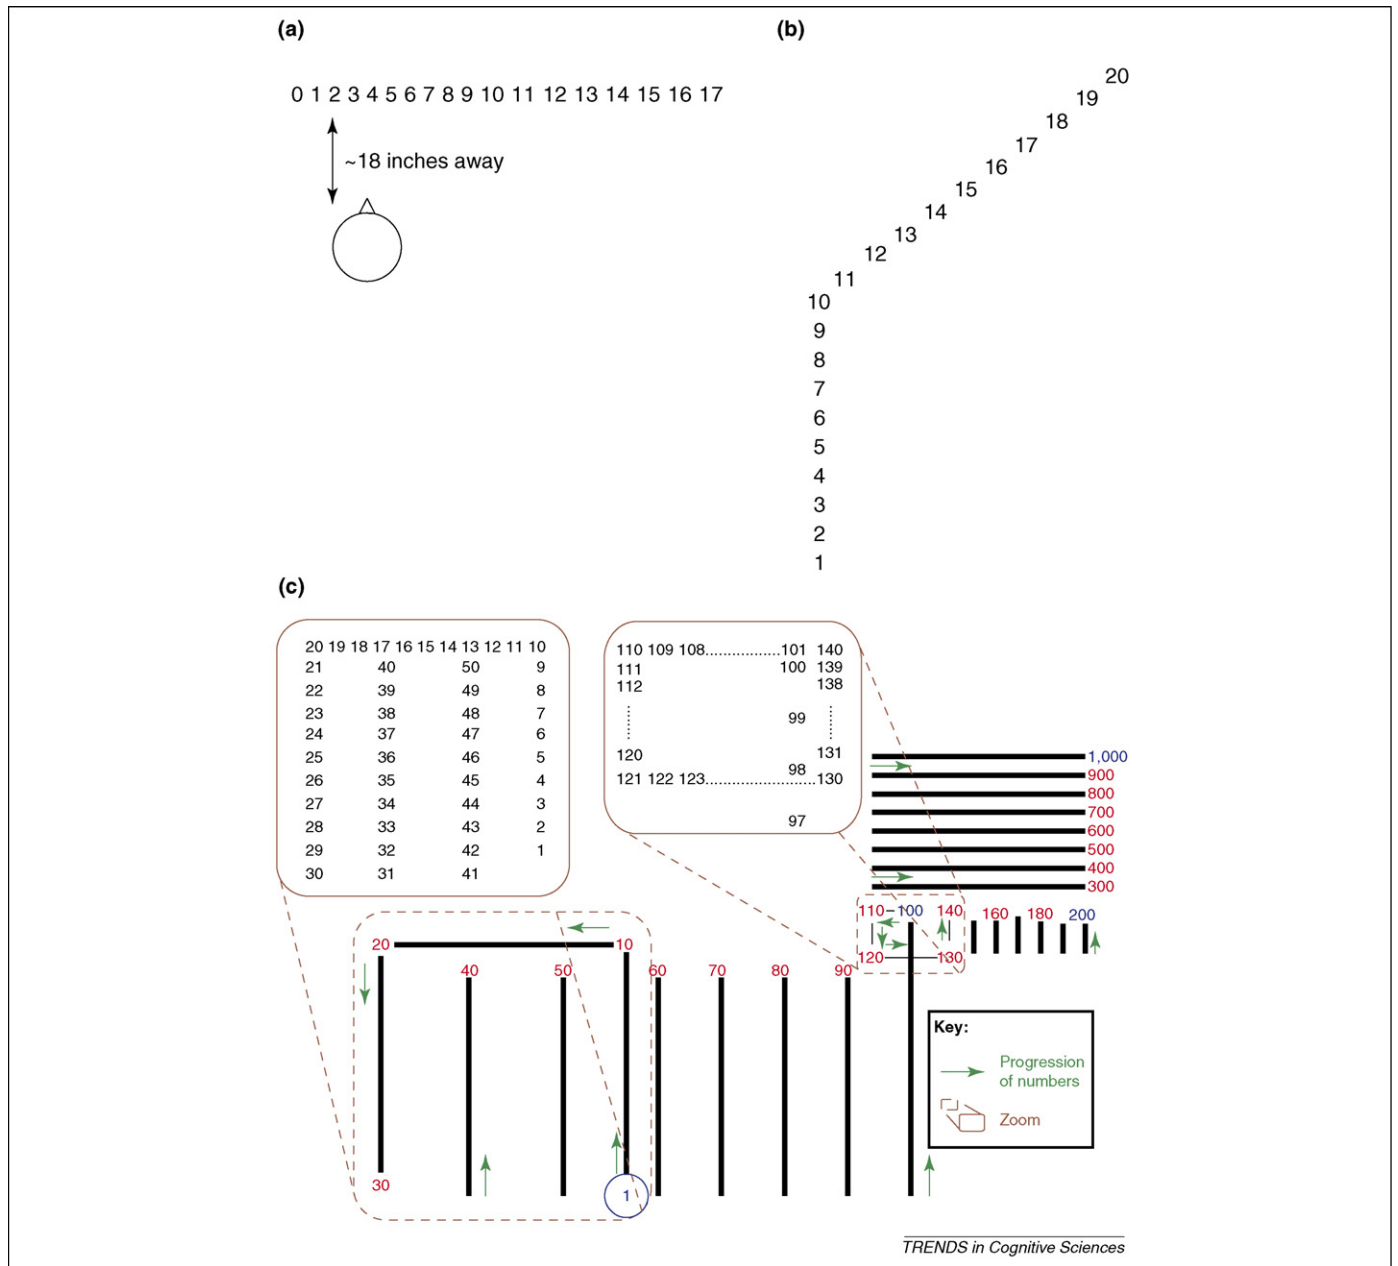 (a)
0 1 2 3 4 5 6 7 8 9 10 11 12 13 14 15 16 17
~18 inches away
(b)
20
19
18
17
16
15
14
13
12
11
10
9
8
7
6
5
4
3
2
1
(c)
20 19 18 17 16 15 14 13 12 11 10
21 40 50 9
22 39 49 8
23 38 48 7
24 37 47 6
25 36 46 5
26 35 45 4
27 34 44 3
28 33 43 2
29 32 42 1
30 31 41
110 109 108.................101 140
111 100 139
112 138
99
120 131
98
121 122 123.........................130
97
1,000
900
800
700
600
500
400
300
110 100 140 160 180 200
120 130
20 10
40 50 60 70 80 90
30
1
Key:
Progression
of numbers
Zoom
TRENDS in Cognitive Sciences